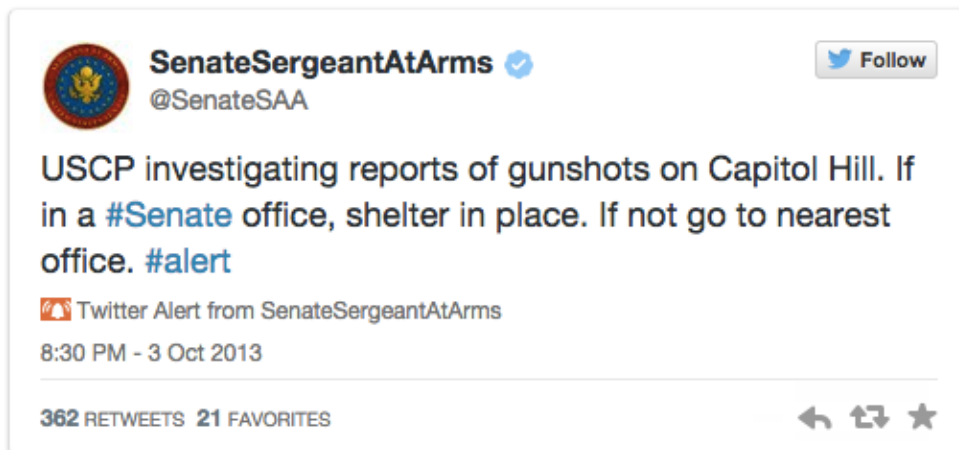 SenateSergeantAtArms
Follow
@SenateSAA
USCP investigating reports of gunshots on Capitol Hill. If
in a #Senate office, shelter in place. If not go to nearest
office. #alert
Twitter Alert from SenateSergeantAtArms
8:30 PM - 3 Oct 2013
362 RETWEETS 21 FAVORITES